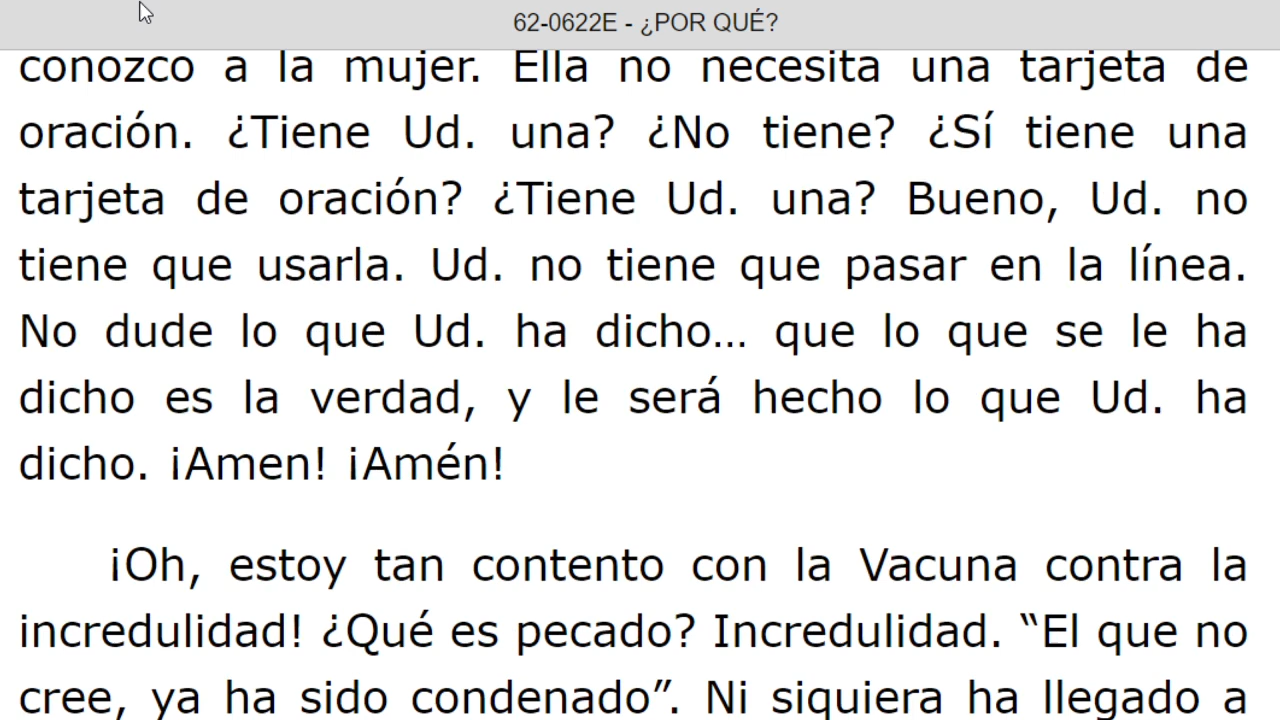 62-0622E - ¿POR QUÉ?
conozco a la mujer. Ella no necesita una tarjeta de
oración. ¿Tiene Ud. una? ¿No tiene? ¿Sí tiene una
tarjeta de oración? ¿Tiene Ud. una? Bueno, Ud. no
tiene que usarla. Ud. no tiene que pasar en la línea.
No dude lo que Ud. ha dicho… que lo que se le ha
dicho es la verdad, y le será hecho lo que Ud. ha
dicho. ¡Amen! ¡Amén!
¡Oh, estoy tan contento con la Vacuna contra la
incredulidad! ¿Qué es pecado? Incredulidad. “El que no
cree, ya ha sido condenado”. Ni siquiera ha llegado a